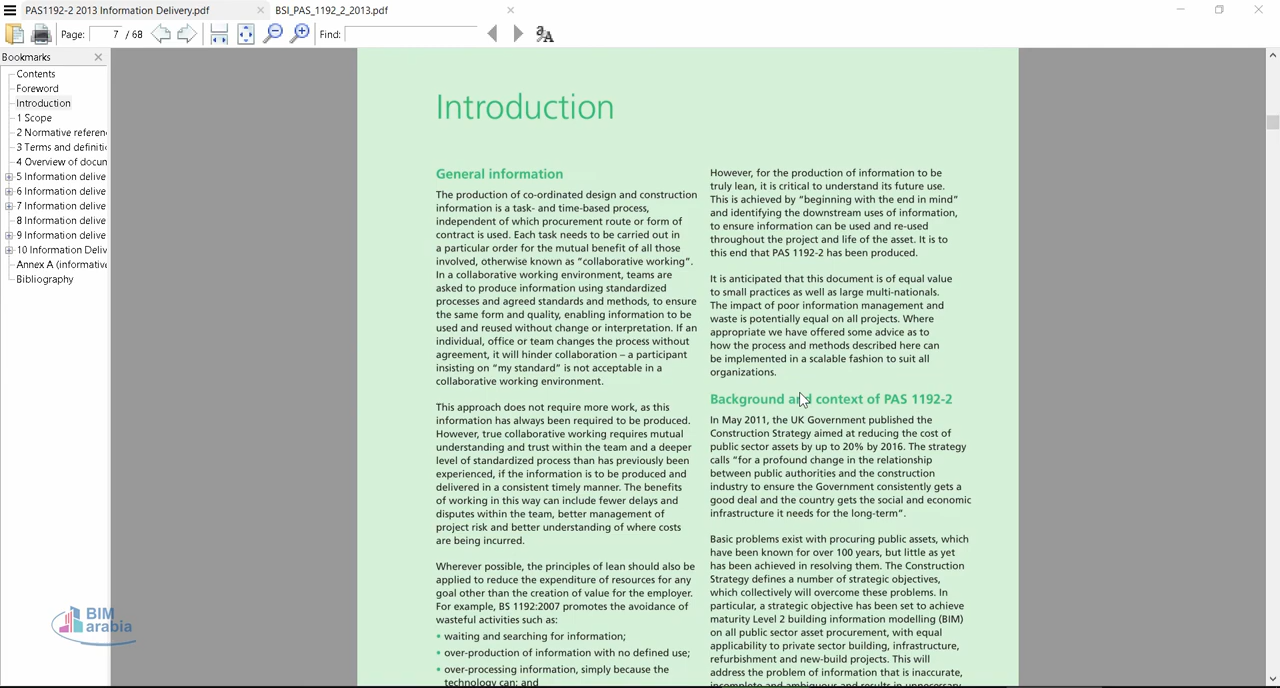 PAS1192-2 2013 Information Delivery.pdf
BSI_PAS_1192_2_2013.pdf
Page: 7 / 68
Find:
Bookmarks
Contents
Foreword
Introduction
1 Scope
2 Normative referen
3 Terms and definiti
4 Overview of docum
5 Information delive
6 Information delive
7 Information delive
8 Information delive
9 Information delive
10 Information Deliv
Annex A (informative
Bibliography
Introduction
General information
The production of co-ordinated design and construction
information is a task- and time-based process,
independent of which procurement route or form of
contract is used. Each task needs to be carried out in
a particular order for the mutual benefit of all those
involved, otherwise known as “collaborative working”.
In a collaborative working environment, teams are
asked to produce information using standardized
processes and agreed standards and methods, to ensure
the same form and quality, enabling information to be
used and reused without change or interpretation. If an
individual, office or team changes the process without
agreement, it will hinder collaboration – a participant
insisting on “my standard” is not acceptable in a
collaborative working environment.
This approach does not require more work, as this
information has always been required to be produced.
However, true collaborative working requires mutual
understanding and trust within the team and a deeper
level of standardized process than has previously been
experienced, if the information is to be produced and
delivered in a consistent timely manner. The benefits
of working in this way can include fewer delays and
disputes within the team, better management of
project risk and better understanding of where costs
are being incurred.
Wherever possible, the principles of lean should also be
applied to reduce the expenditure of resources for any
goal other than the creation of value for the employer.
For example, BS 1192:2007 promotes the avoidance of
wasteful activities such as:
• waiting and searching for information;
• over-production of information with no defined use;
• over-processing information, simply because the
technology can; and
However, for the production of information to be
truly lean, it is critical to understand its future use.
This is achieved by “beginning with the end in mind”
and identifying the downstream uses of information,
to ensure information can be used and re-used
throughout the project and life of the asset. It is to
this end that PAS 1192-2 has been produced.
It is anticipated that this document is of equal value
to small practices as well as large multi-nationals.
The impact of poor information management and
waste is potentially equal on all projects. Where
appropriate we have offered some advice as to
how the process and methods described here can
be implemented in a scalable fashion to suit all
organizations.
Background and context of PAS 1192-2
In May 2011, the UK Government published the
Construction Strategy aimed at reducing the cost of
public sector assets by up to 20% by 2016. The strategy
calls “for a profound change in the relationship
between public authorities and the construction
industry to ensure the Government consistently gets a
good deal and the country gets the social and economic
infrastructure it needs for the long-term”.
Basic problems exist with procuring public assets, which
have been known for over 100 years, but little as yet
has been achieved in resolving them. The Construction
Strategy defines a number of strategic objectives,
which collectively will overcome these problems. In
particular, a strategic objective has been set to achieve
maturity Level 2 building information modelling (BIM)
on all public sector asset procurement, with equal
applicability to private sector building, infrastructure,
refurbishment and new-build projects. This will
address the problem of information that is inaccurate,
incomplete and ambiguous and results in unnecessary
BIM
arabia